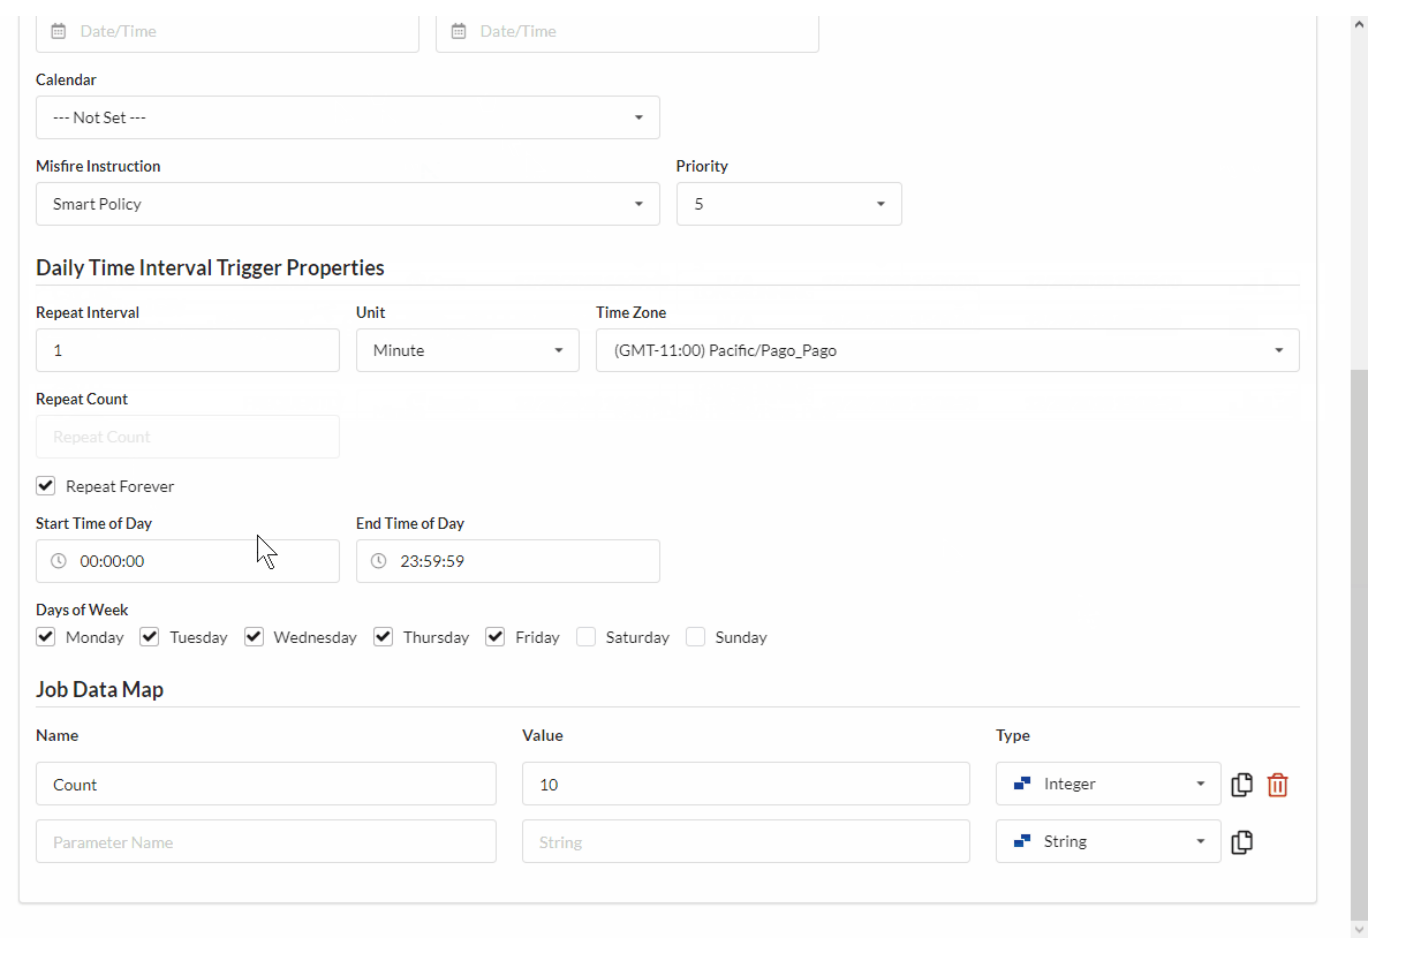 Date/Time Date/Time
Calendar
--- Not Set ---
Misfire Instruction Priority
Smart Policy 5
Daily Time Interval Trigger Properties
Repeat Interval Unit Time Zone
1 Minute (GMT-11:00) Pacific/Pago_Pago
Repeat Count
Repeat Count
Repeat Forever
Start Time of Day End Time of Day
00:00:00 23:59:59
Days of Week
Monday Tuesday Wednesday Thursday Friday Saturday Sunday
Job Data Map
Name Value Type
Count 10 Integer
Parameter Name String String